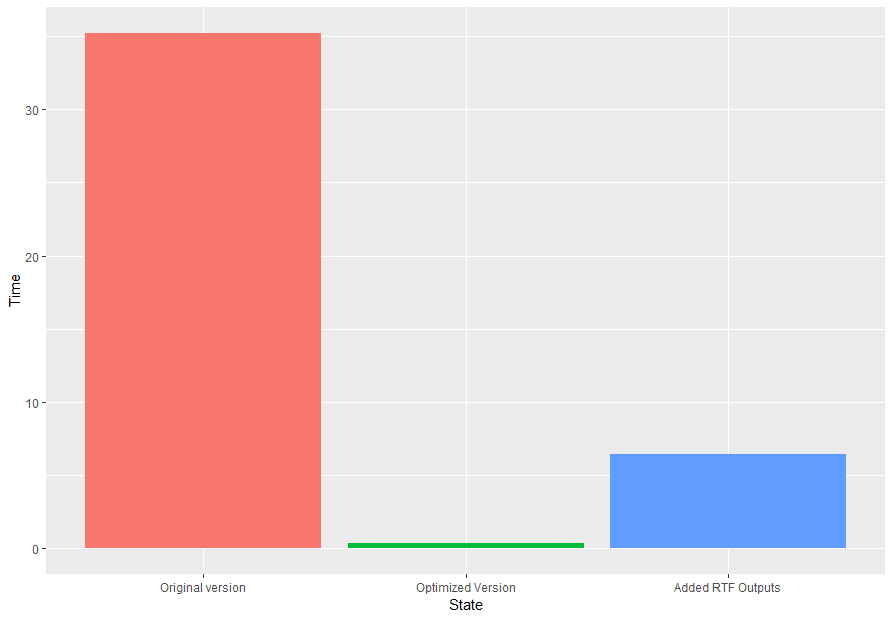 Time
30
20
10
0
Original version
Optimized Version
Added RTF Outputs
State